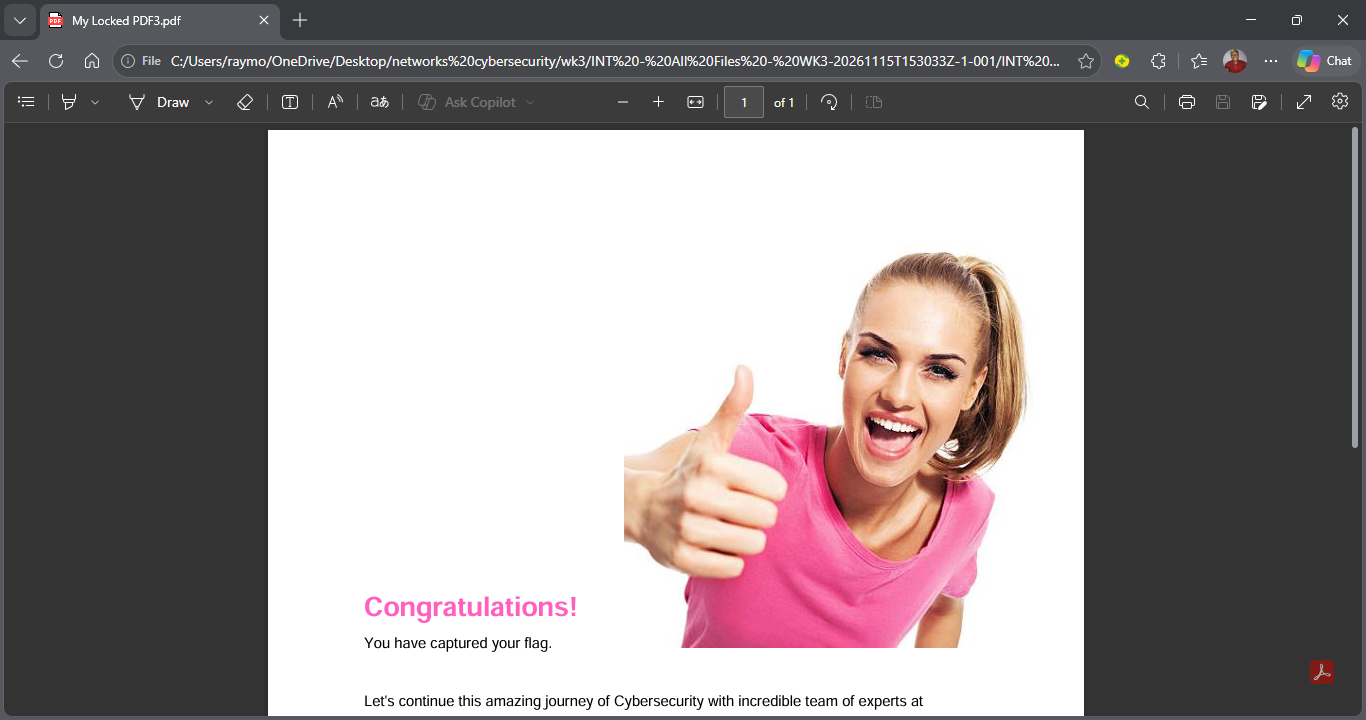 My Locked PDF3.pdf
File C:/Users/raymo/OneDrive/Desktop/networks%20cybersecurity/wk3/INT%20-%20All%20Files%20-%20WK3-20261115T153033Z-1-001/INT%20...
Chat
Draw
aあ
Ask Copilot
1 of 1
Congratulations!
You have captured your flag.
Let's continue this amazing journey of Cybersecurity with incredible team of experts at